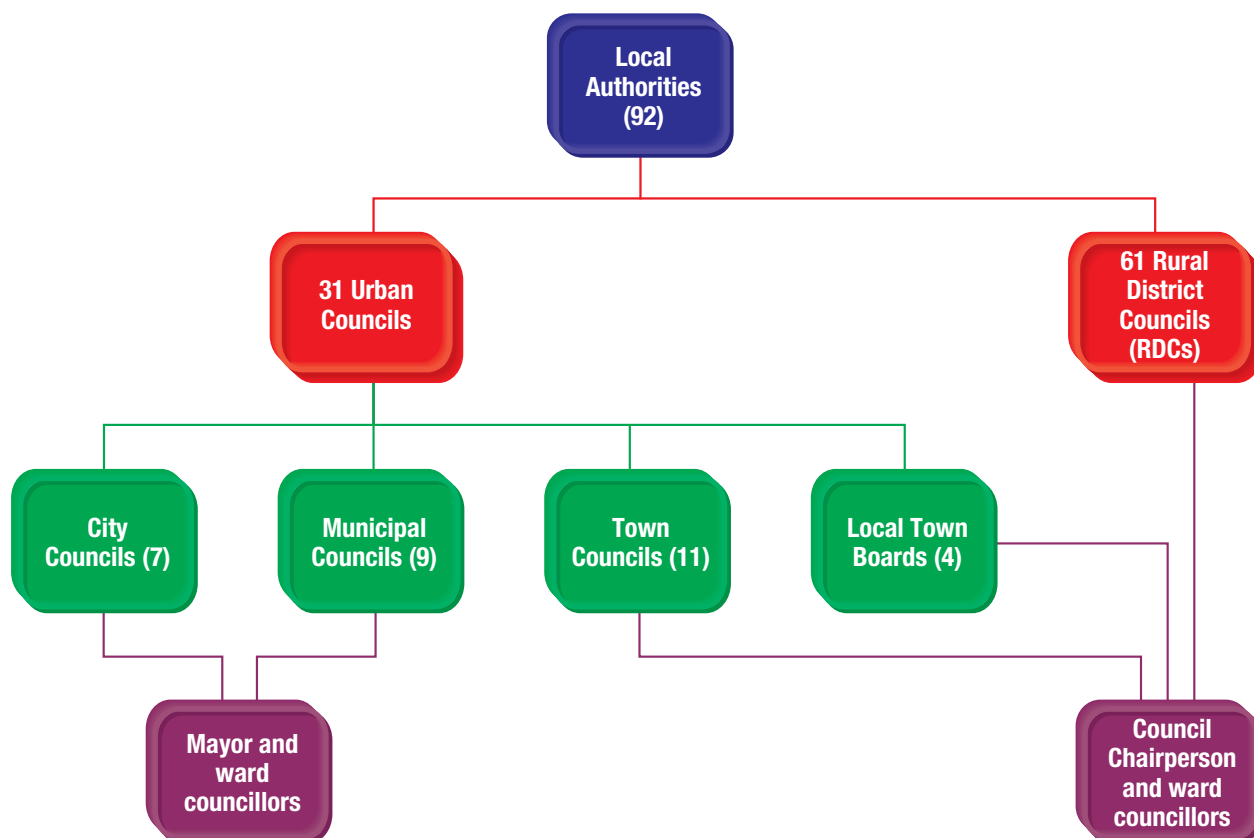 Local
Authorities
(92)
31 Urban
Councils
61 Rural
District
Councils
(RDCs)
City
Councils (7)
Municipal
Councils (9)
Town
Councils (11)
Local Town
Boards (4)
Mayor and
ward
councillors
Council
Chairperson
and ward
councillors